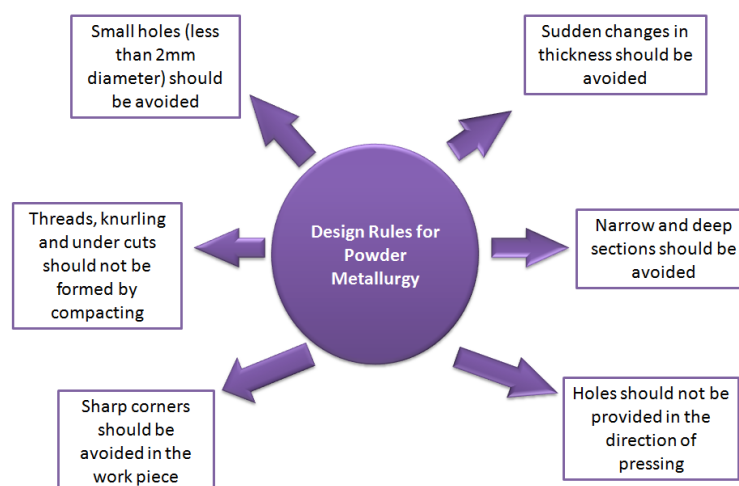 Small holes (less
than 2mm
diameter) should
be avoided
Sudden changes in
thickness should be
avoided
Threads, knurling
and under cuts
should not be
formed by
compacting
Design Rules for
Powder
Metallurgy
Narrow and deep
sections should be
avoided
Sharp corners
should be
avoided in the
work piece
Holes should not be
provided in the
direction of
pressing